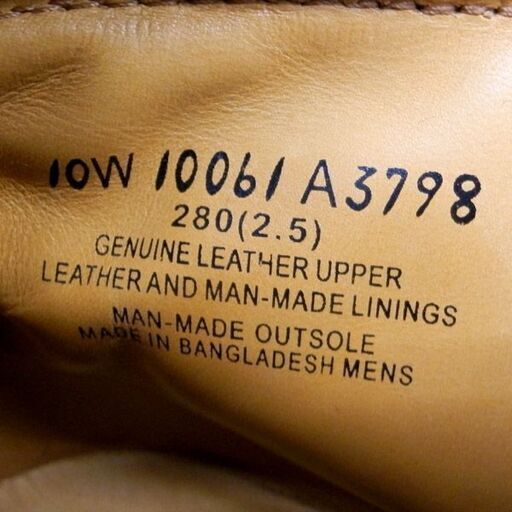 10W 10061 A3798
280(2.5)
GENUINE LEATHER UPPER
LEATHER AND MAN-MADE LININGS
MAN-MADE OUTSOLE
MADE IN BANGLADESH MENS